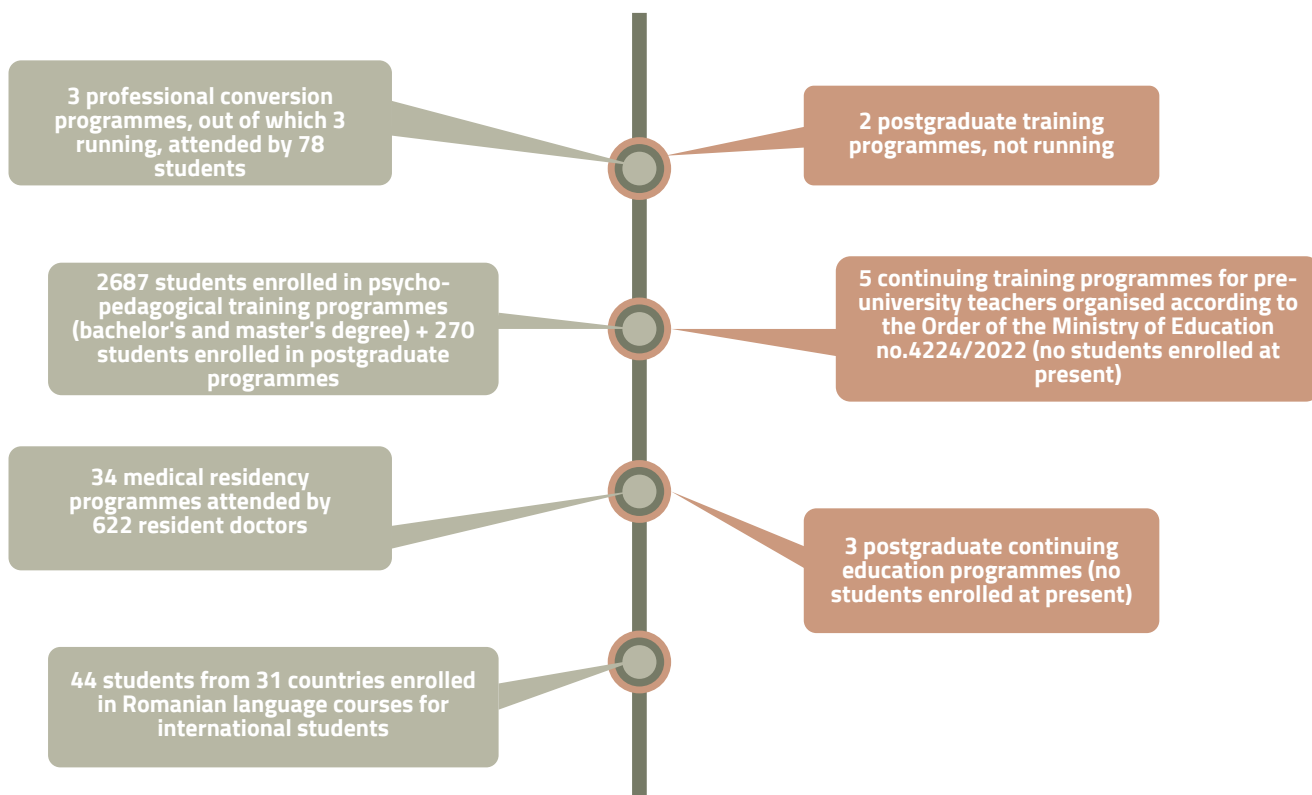 3 professional conversion
programmes, out of which 3
running, attended by 78
students
2 postgraduate training
programmes, not running
2687 students enrolled in psycho-
pedagogical training programmes
(bachelor's and master's degree) + 270
students enrolled in postgraduate
programmes
5 continuing training programmes for pre-
university teachers organised according to
the Order of the Ministry of Education
no.4224/2022 (no students enrolled at
present)
34 medical residency
programmes attended by
622 resident doctors
3 postgraduate continuing
education programmes (no
students enrolled at present)
44 students from 31 countries enrolled
in Romanian language courses for
international students